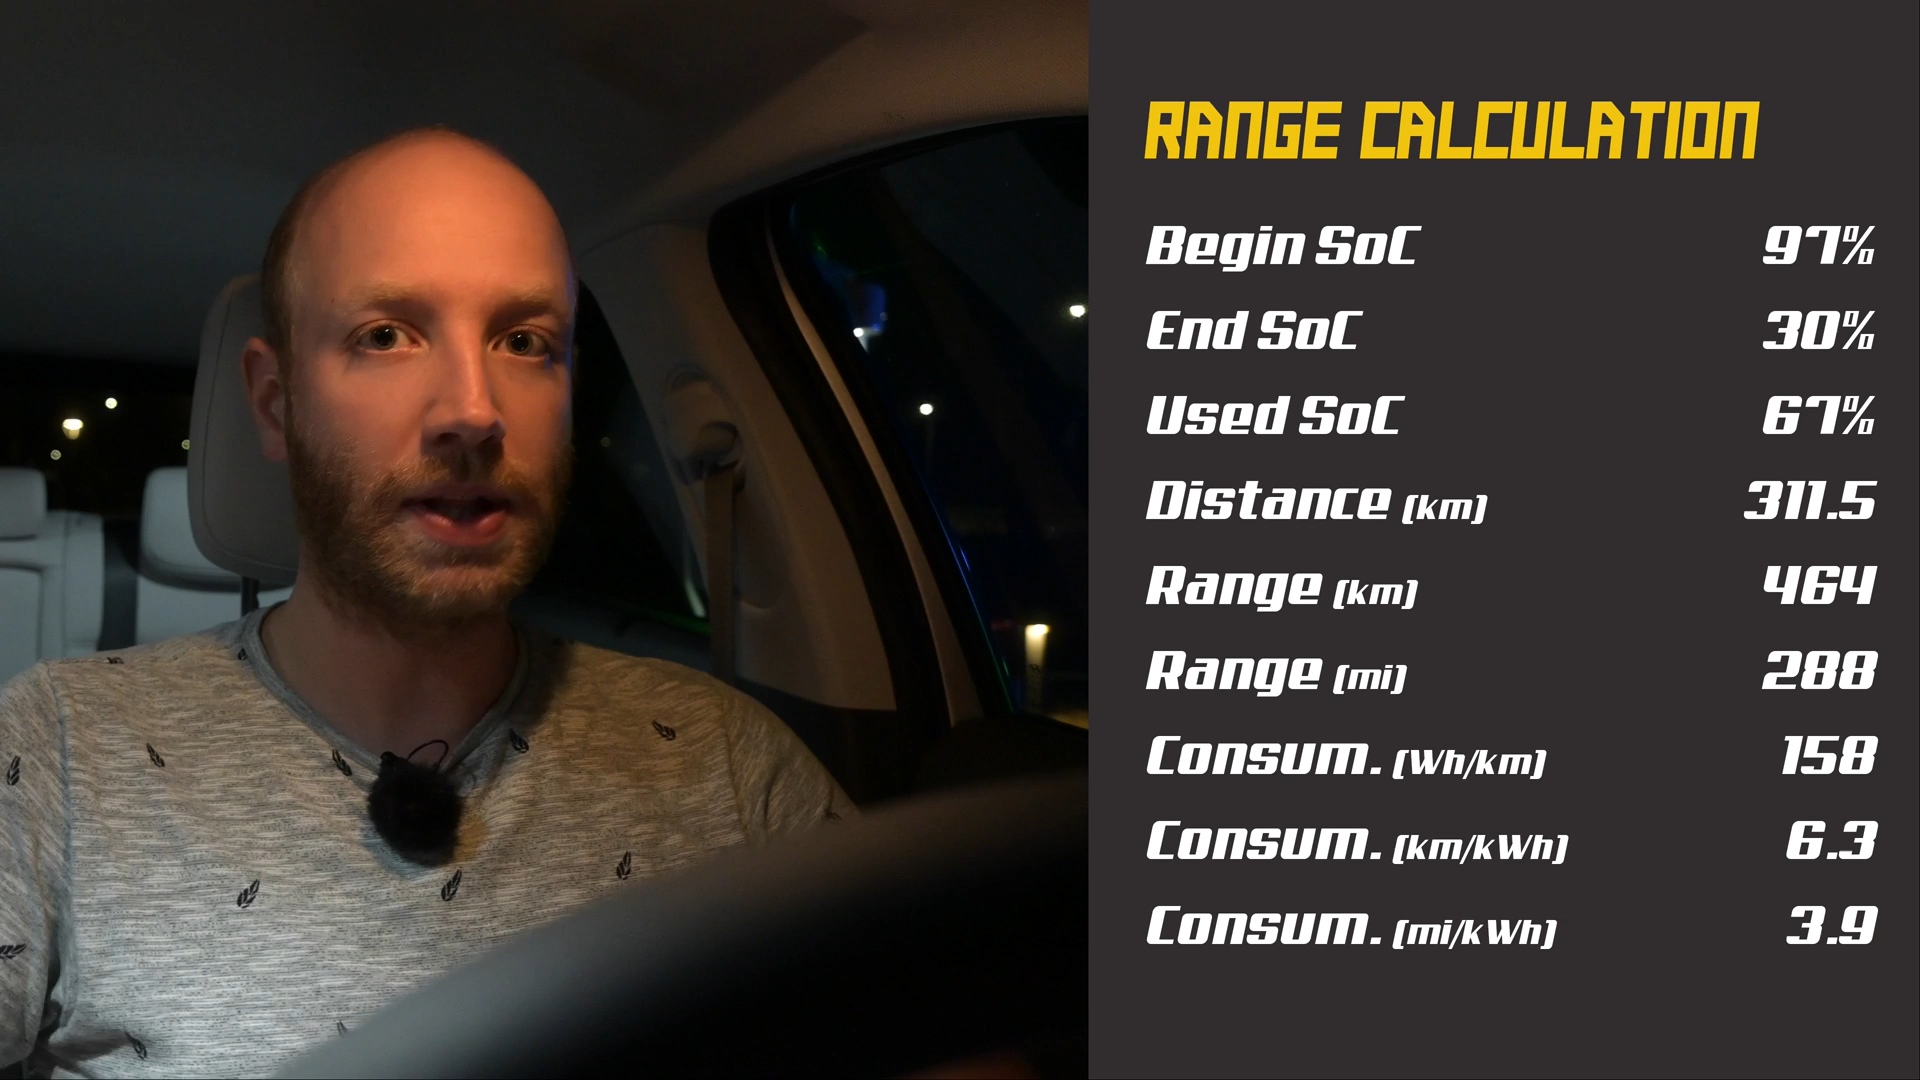 RANGE CALCULATION
Begin SoC 97%
End SoC 30%
Used SoC 67%
Distance (km) 311.5
Range (km) 464
Range (mi) 288
Consum. (Wh/km) 158
Consum. (km/kWh) 6.3
Consum. (mi/kWh) 3.9